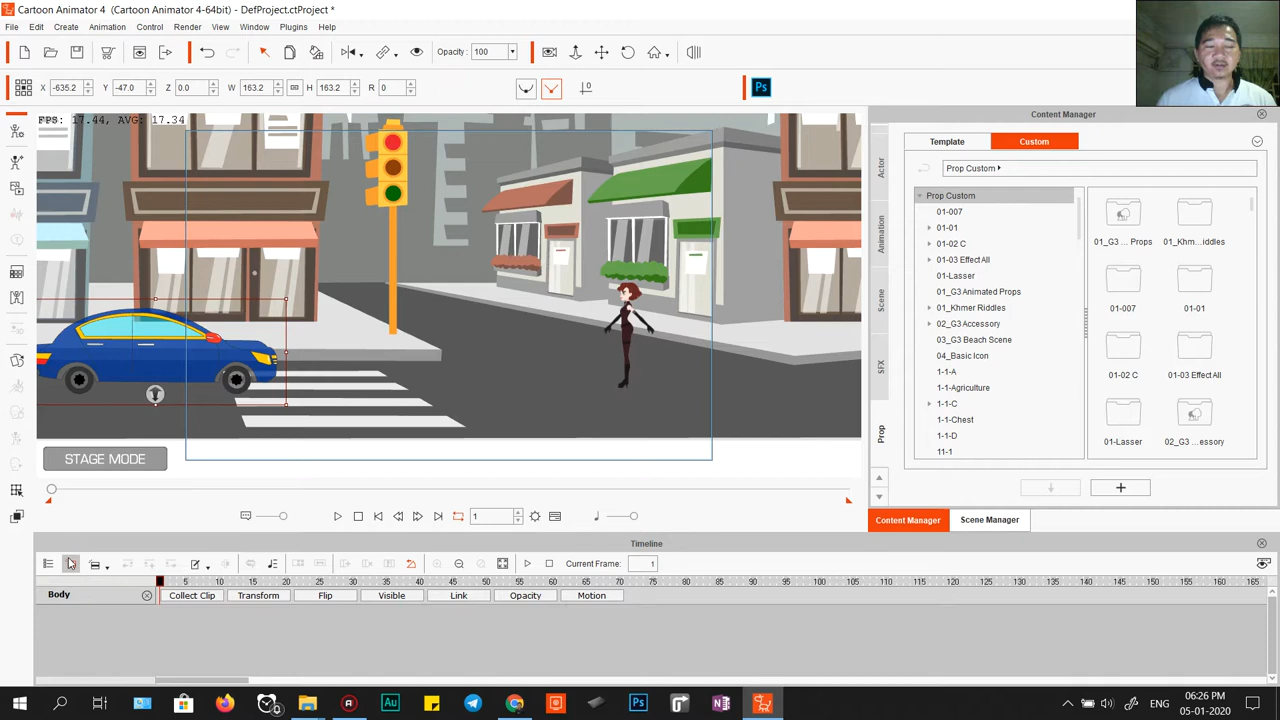 Cartoon Animator 4 (Cartoon Animator 4-64bit) - DefProject.ctProject *
File Edit Create Animation Control Render View Window Plugins Help
Opacity : 100
X -635.2 Y -47.0 Z 0.0 W 163.2 H 163.2 R 0
Ps
FPS: 17.44, AVG: 17.34
STAGE MODE
1
Content Manager
Template Custom
Prop Custom
Actor
Animation
Scene
SFX
Prop
Prop Custom
01-007
01-01
01-02 C
01-03 Effect All
01-Lasser
01_G3 Animated Props
01_Khmer Riddles
02_G3 Accessory
03_G3 Beach Scene
04_Basic Icon
1-1-A
1-1-Agriculture
1-1-C
1-1-Chest
1-1-D
11-1
01_G3 ... Props 01_Khm...iddles
01-007 01-01
01-02 C 01-03 Effect All
01-Lasser 02_G3 ...essory
Content Manager Scene Manager
Timeline
Current Frame: 1
5 10 15 20 25 30 35 40 45 50 55 60 65 70 75 80 85 90 95 100 105 110 115 120 125 130 135 140 145 150 155 160 165
Body Collect Clip Transform Flip Visible Link Opacity Motion
Au Ps N
ENG 06:26 PM
05-01-2020